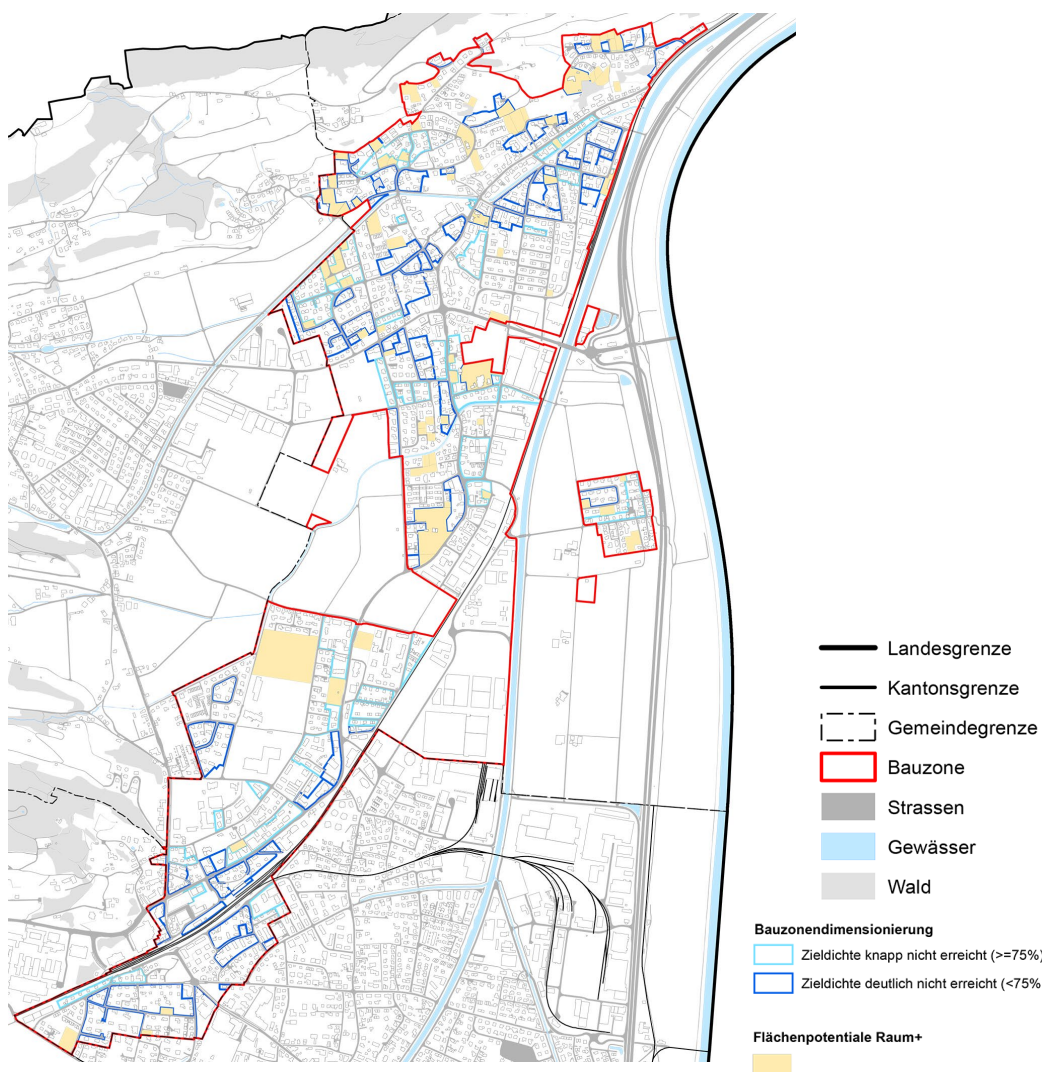 Landesgrenze
Kantonsgrenze
Gemeindegrenze
Bauzone
Strassen
Gewässer
Wald
Bauzonendimensionierung
Zieldichte knapp nicht erreicht (>=75%)
Zieldichte deutlich nicht erreicht (<75%
Flächenpotentiale Raum+